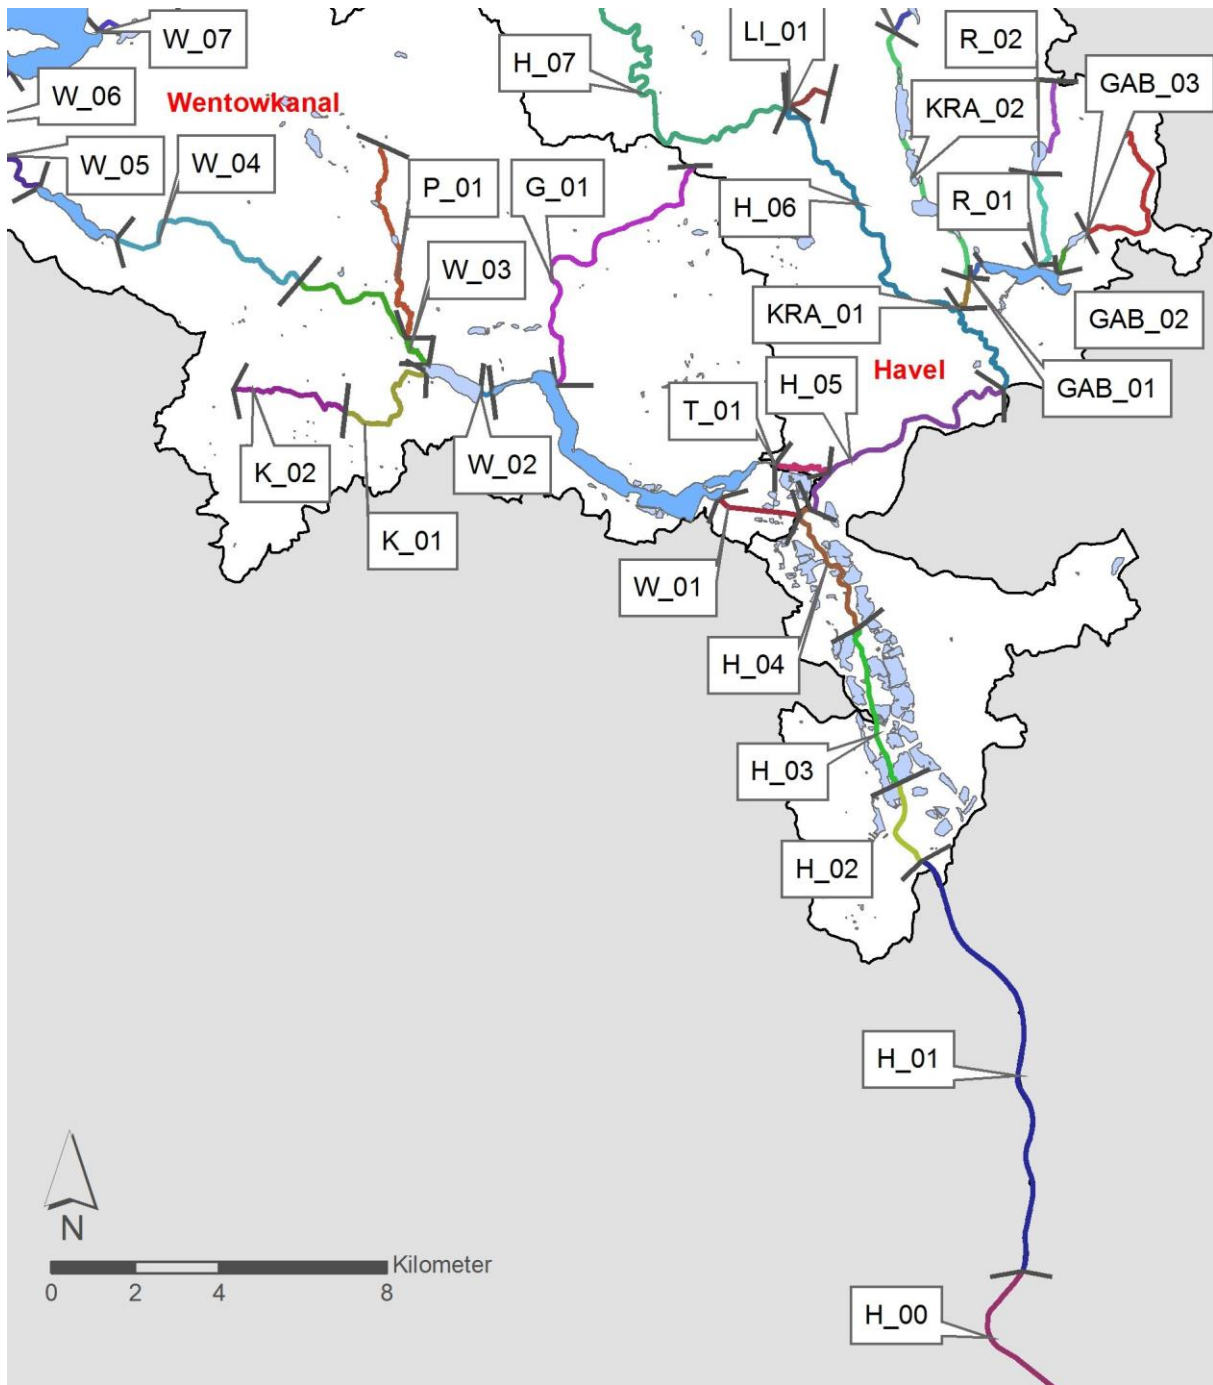 W_07
LI_01
R_02
H_07
GAB_03
W_06
Wentowkanal
KRA_02
W_05
W_04
P_01
G_01
H_06
R_01
W_03
KRA_01
GAB_02
Havel
H_05
GAB_01
T_01
K_02
W_02
K_01
W_01
H_04
H_03
H_02
H_01
N
Kilometer
0 2 4 8
H_00